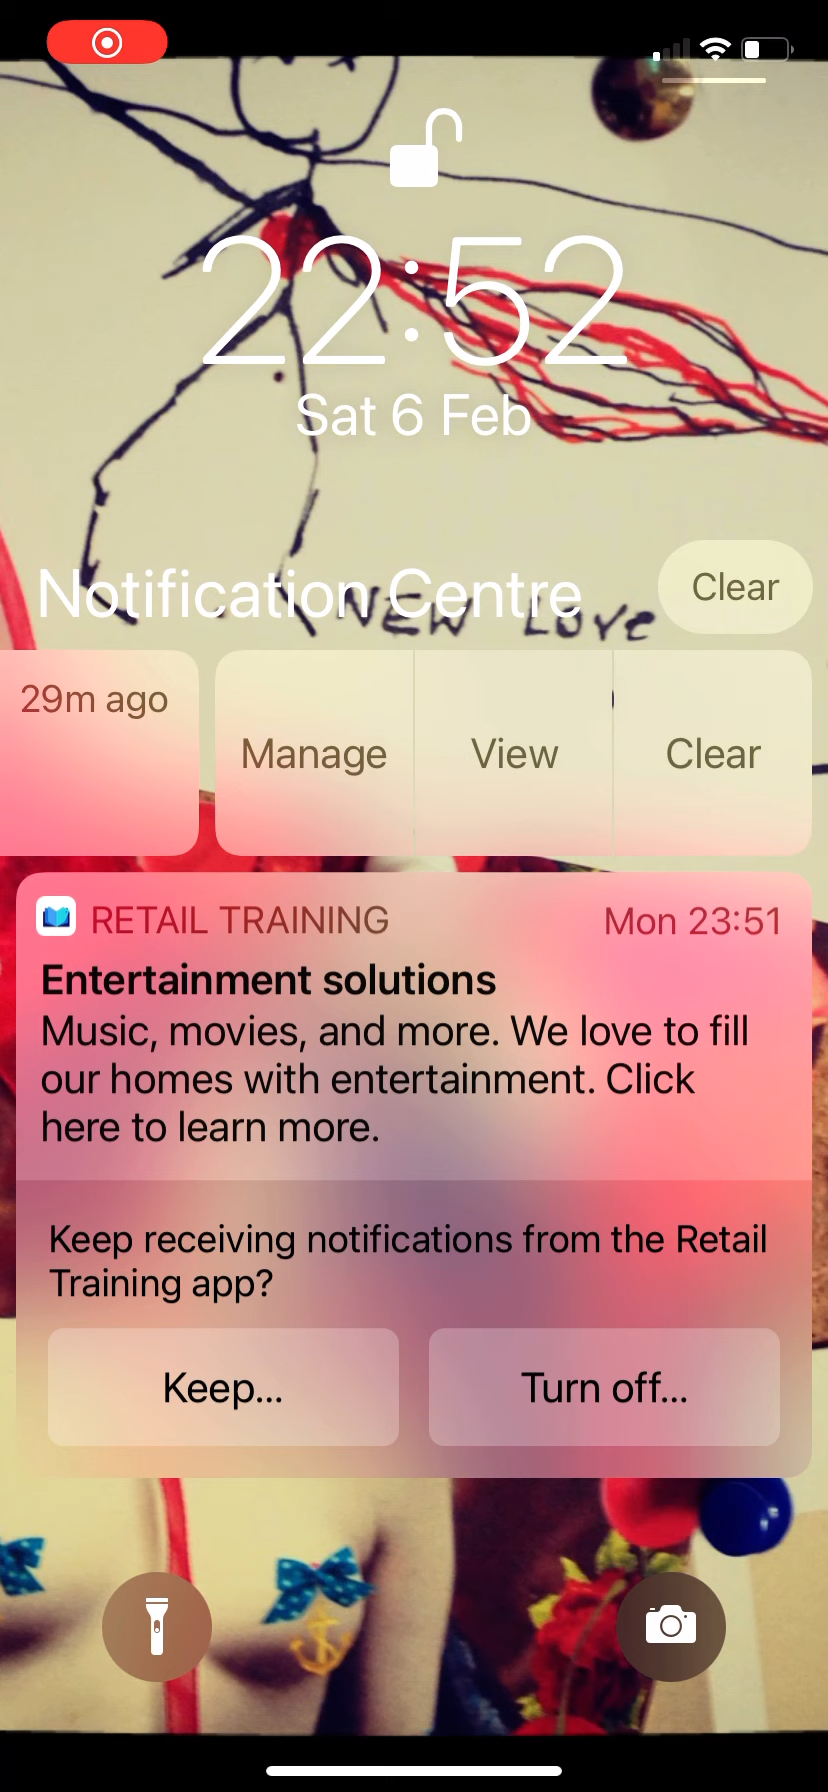 22:52
Sat 6 Feb
Notification Centre
Clear
NEW LOVE
29m ago
Manage
View
Clear
RETAIL TRAINING
Mon 23:51
Entertainment solutions
Music, movies, and more. We love to fill
our homes with entertainment. Click
here to learn more.
Keep receiving notifications from the Retail
Training app?
Keep...
Turn off...